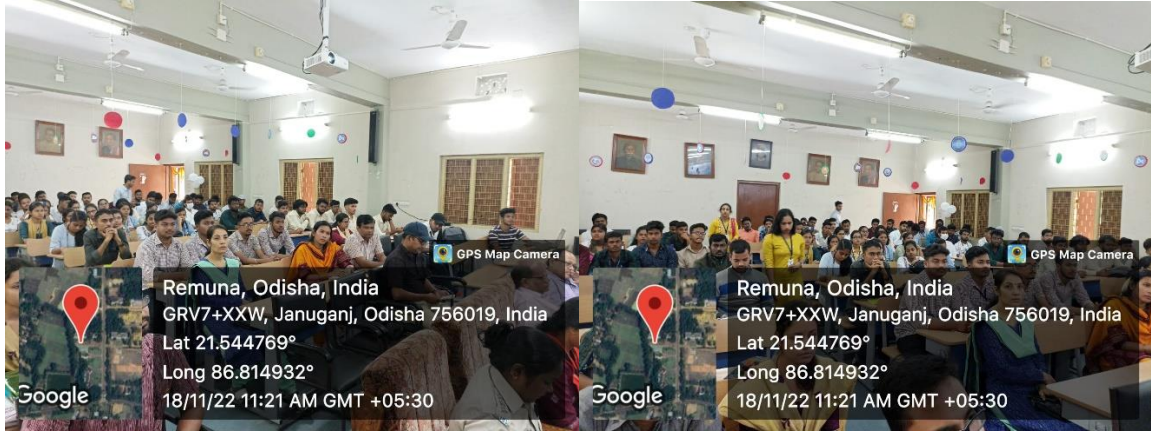 GPS Map Camera
Remuna, Odisha, India
GRV7+XXW, Januganj, Odisha 756019, India
Lat 21.544769°
Long 86.814932°
18/11/22 11:21 AM GMT +05:30
Google
GPS Map Camera
Remuna, Odisha, India
GRV7+XXW, Januganj, Odisha 756019, India
Lat 21.544769°
Long 86.814932°
18/11/22 11:21 AM GMT +05:30
Google